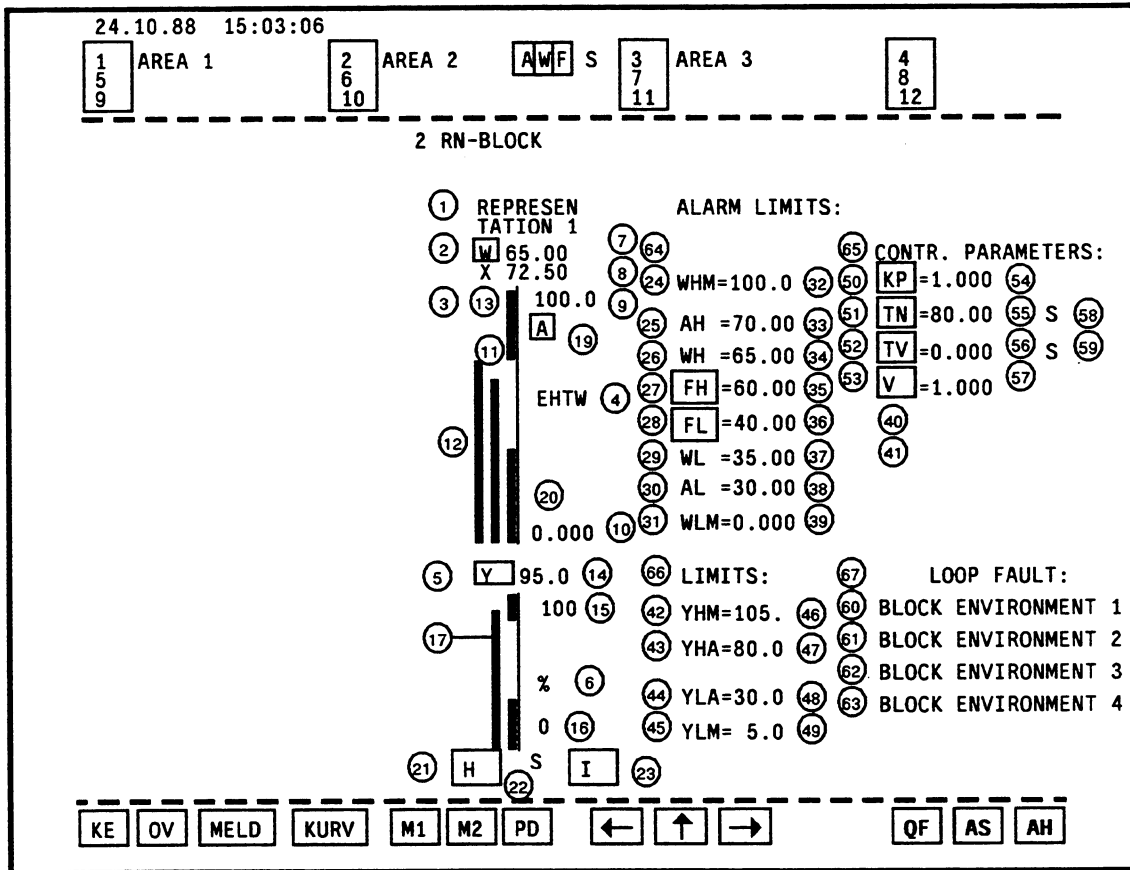 24.10.88 15:03:06
1 AREA 1 2 AREA 2 A W F S 3 AREA 3 4
5 6 7 8
9 10 11 12
2 RN-BLOCK
1 REPRESEN ALARM LIMITS:
TATION 1
2 W 65.00 7 64 65 CONTR. PARAMETERS:
X 72.50 8 24 WHM=100.0 32 50 KP =1.000 54
3 13 100.0 9
A 19 25 AH =70.00 33 51 TN =80.00 55 S 58
11 26 WH =65.00 34 52 TV =0.000 56 S 59
EHTW 4 27 FH =60.00 35 53 V =1.000 57
28 FL =40.00 36 40
12 29 WL =35.00 37 41
20 30 AL =30.00 38
0.000 10 31 WLM=0.000 39
5 Y 95.0 14 66 LIMITS: 67 LOOP FAULT:
100 15 42 YHM=105. 46 60 BLOCK ENVIRONMENT 1
17 43 YHA=80.0 47 61 BLOCK ENVIRONMENT 2
% 6 62 BLOCK ENVIRONMENT 3
44 YLA=30.0 48 63 BLOCK ENVIRONMENT 4
0 16 45 YLM= 5.0 49
21 H S 22 I 23
KE OV MELD KURV M1 M2 PD ← ↑ → QF AS AH